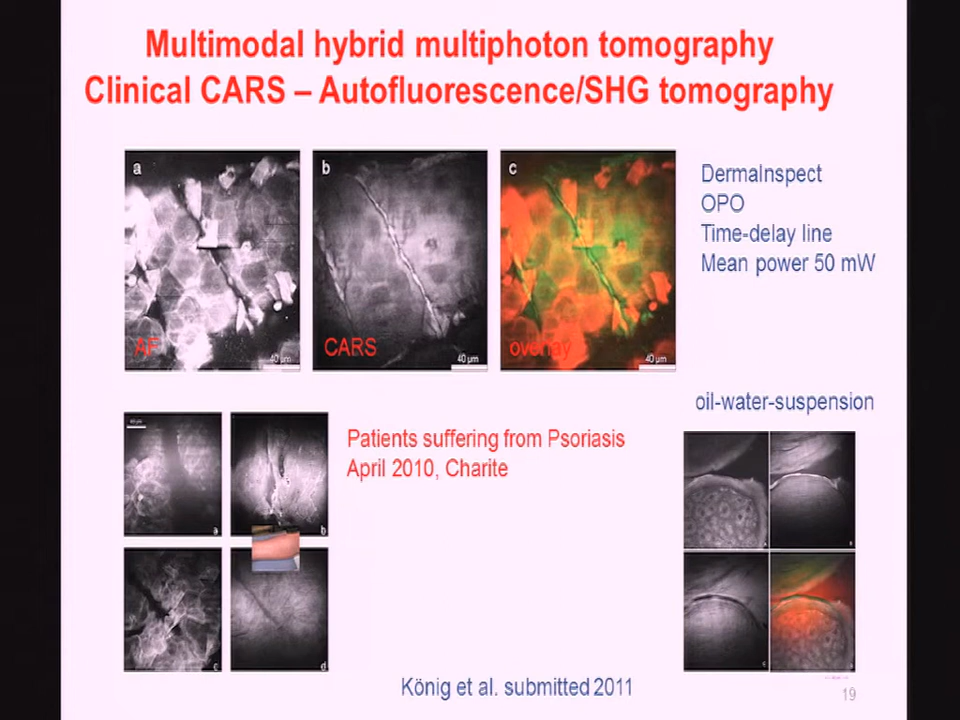 Multimodal hybrid multiphoton tomography
Clinical CARS – Autofluorescence/SHG tomography
a
b
c
DermaInspect
OPO
Time-delay line
Mean power 50 mW
AF
CARS
overlay
40 µm
40 µm
40 µm
oil-water-suspension
Patients suffering from Psoriasis
April 2010, Charite
a
b
c
d
König et al. submitted 2011
19